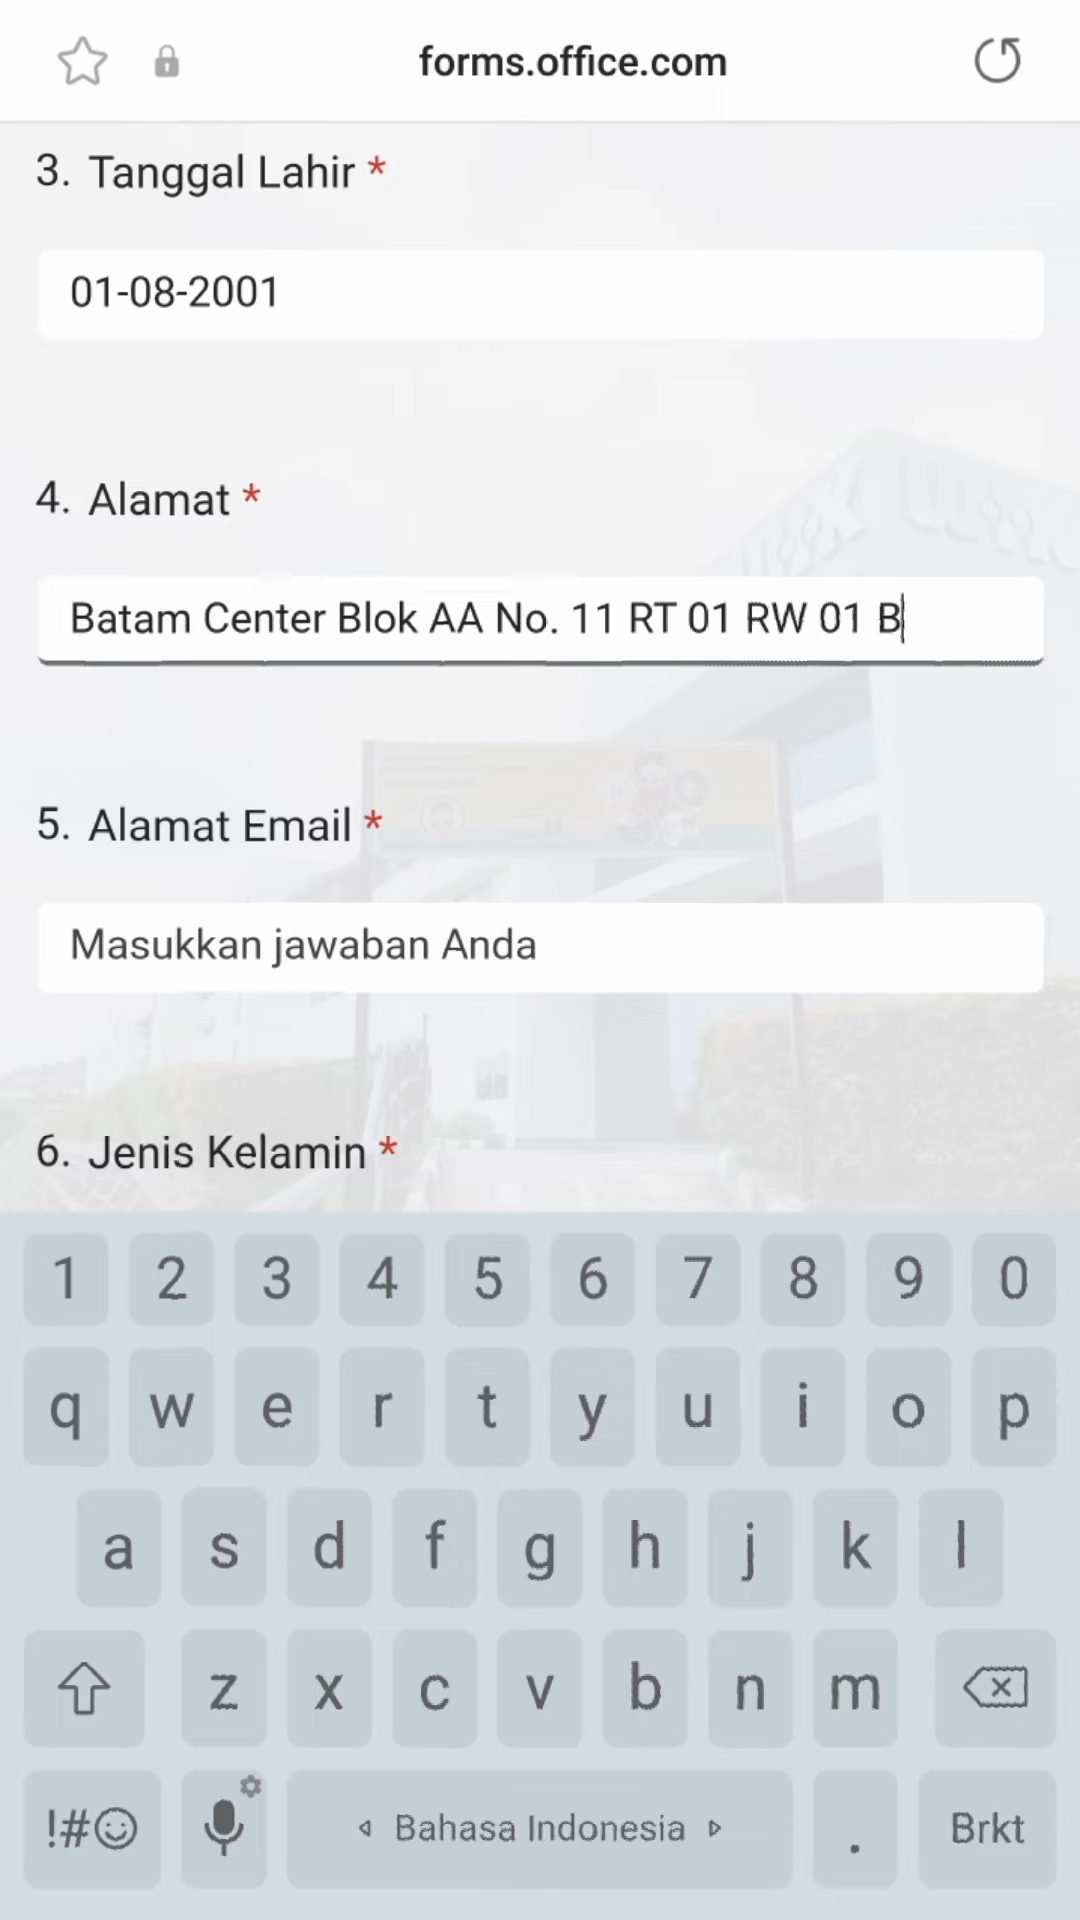 forms.office.com
3. Tanggal Lahir *
01-08-2001
4. Alamat *
Batam Center Blok AA No. 11 RT 01 RW 01 B
5. Alamat Email *
Masukkan jawaban Anda
6. Jenis Kelamin *
1 2 3 4 5 6 7 8 9 0
q w e r t y u i o p
a s d f g h j k l
z x c v b n m
!#☺ Bahasa Indonesia . Brkt